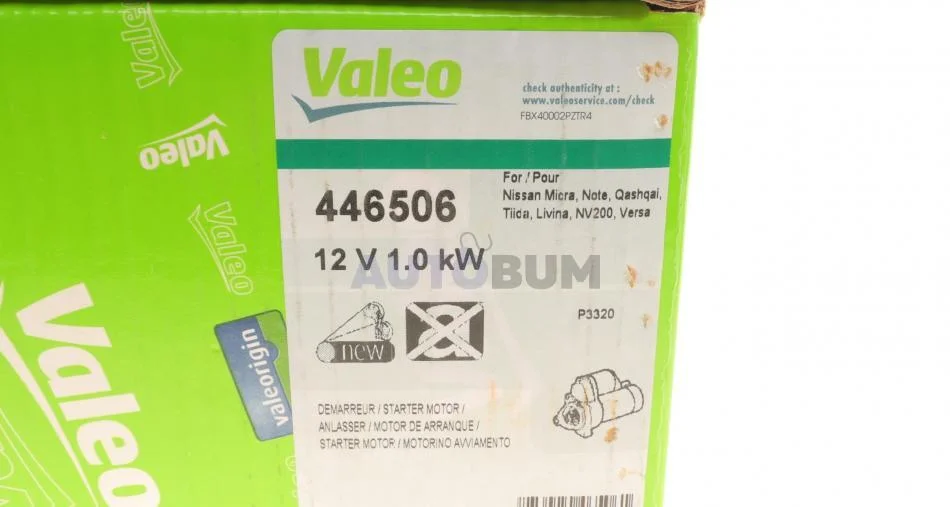 Valeo
check authenticity at :
www.valeoservice.com/check
FBX40002PZTR4
446506
For / Pour
Nissan Micra, Note, Qashqai,
Tiida, Livina, NV200, Versa
12 V 1.0 kW
AUTOBUM
P3320
new
a
DEMARREUR / STARTER MOTOR /
ANLASSER / MOTOR DE ARRANQUE /
STARTER MOTOR / MOTORINO AVVIAMENTO
Valeo
Valeo
Valeo
Valeo
valeorigin